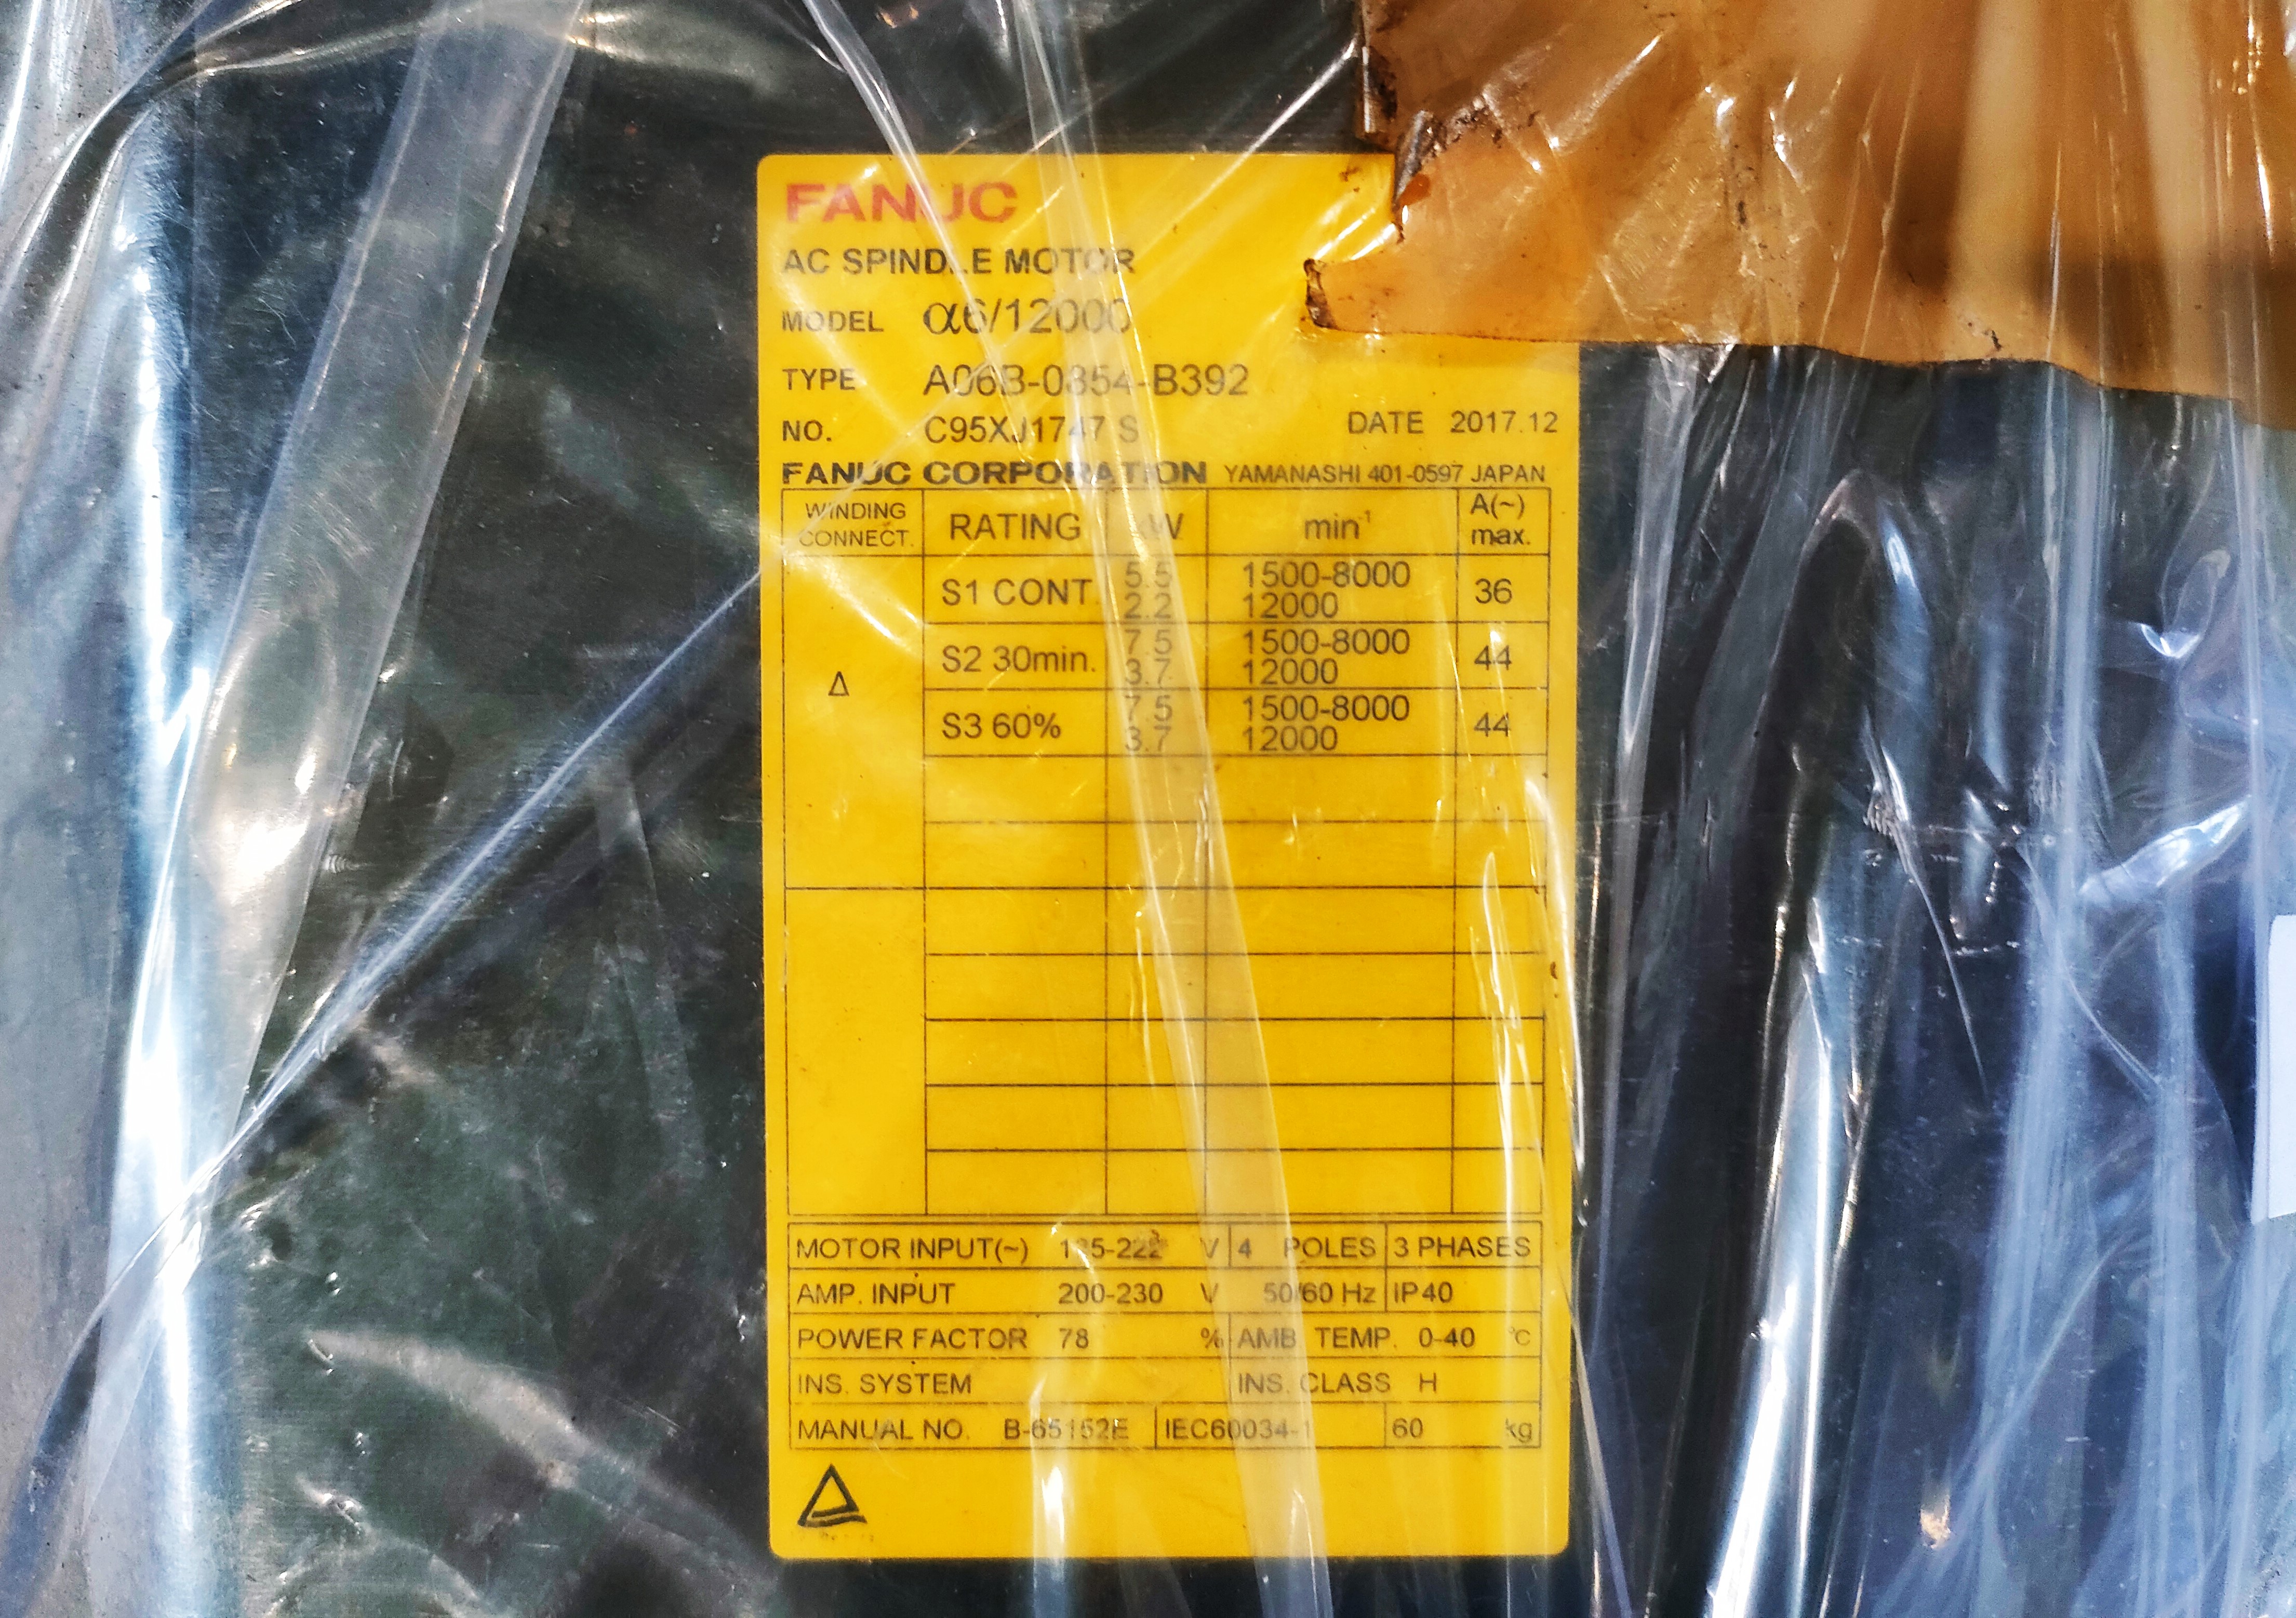 FANUC
AC SPINDLE MOTOR
MODEL α6/12000
TYPE A06B-0854-B392
NO. C95XJ1747 S DATE 2017.12
FANUC CORPORATION YAMANASHI 401-0597 JAPAN
WINDING CONNECT. RATING kW min⁻¹ A(~) max.
Δ
S1 CONT. 5.5 1500-8000 36
2.2 12000
S2 30min. 7.5 1500-8000 44
3.7 12000
S3 60% 7.5 1500-8000 44
3.7 12000
MOTOR INPUT(~) V 4 POLES 3 PHASES
AMP. INPUT 200-230 V 50/60 Hz IP40
POWER FACTOR 78 % AMB. TEMP. 0-40 °C
INS. SYSTEM INS. CLASS H
MANUAL NO. B-65152E IEC60034-1 60 kg